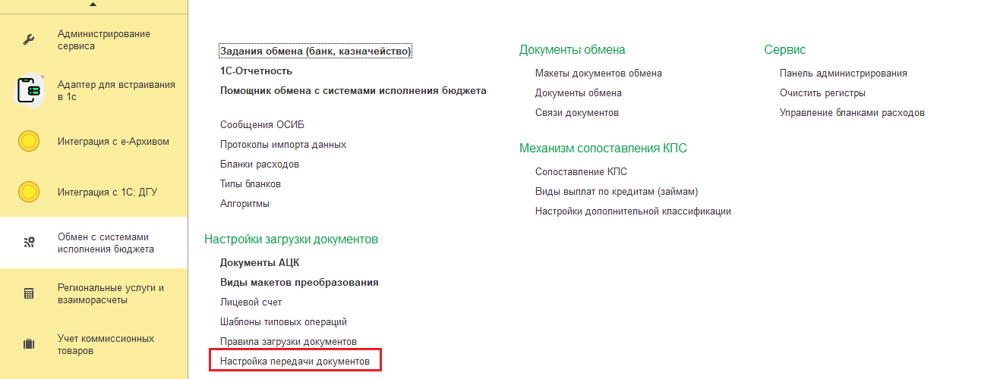 Администрирование
сервиса
Адаптер для встраивания
в 1с
Интеграция с е-Архивом
Интеграция с 1С: ДГУ
Обмен с системами
исполнения бюджета
Региональные услуги и
взаиморасчеты
Учет коммиссионных
товаров
Задания обмена (банк, казначейство)
1С-Отчетность
Помощник обмена с системами исполнения бюджета
Сообщения ОСИБ
Протоколы импорта данных
Бланки расходов
Типы бланков
Алгоритмы
Настройки загрузки документов
Документы АЦК
Виды макетов преобразования
Лицевой счет
Шаблоны типовых операций
Правила загрузки документов
Настройка передачи документов
Документы обмена
Макеты документов обмена
Документы обмена
Связи документов
Механизм сопоставления КПС
Сопоставление КПС
Виды выплат по кредитам (займам)
Настройки дополнительной классификации
Сервис
Панель администрирования
Очистить регистры
Управление бланками расходов